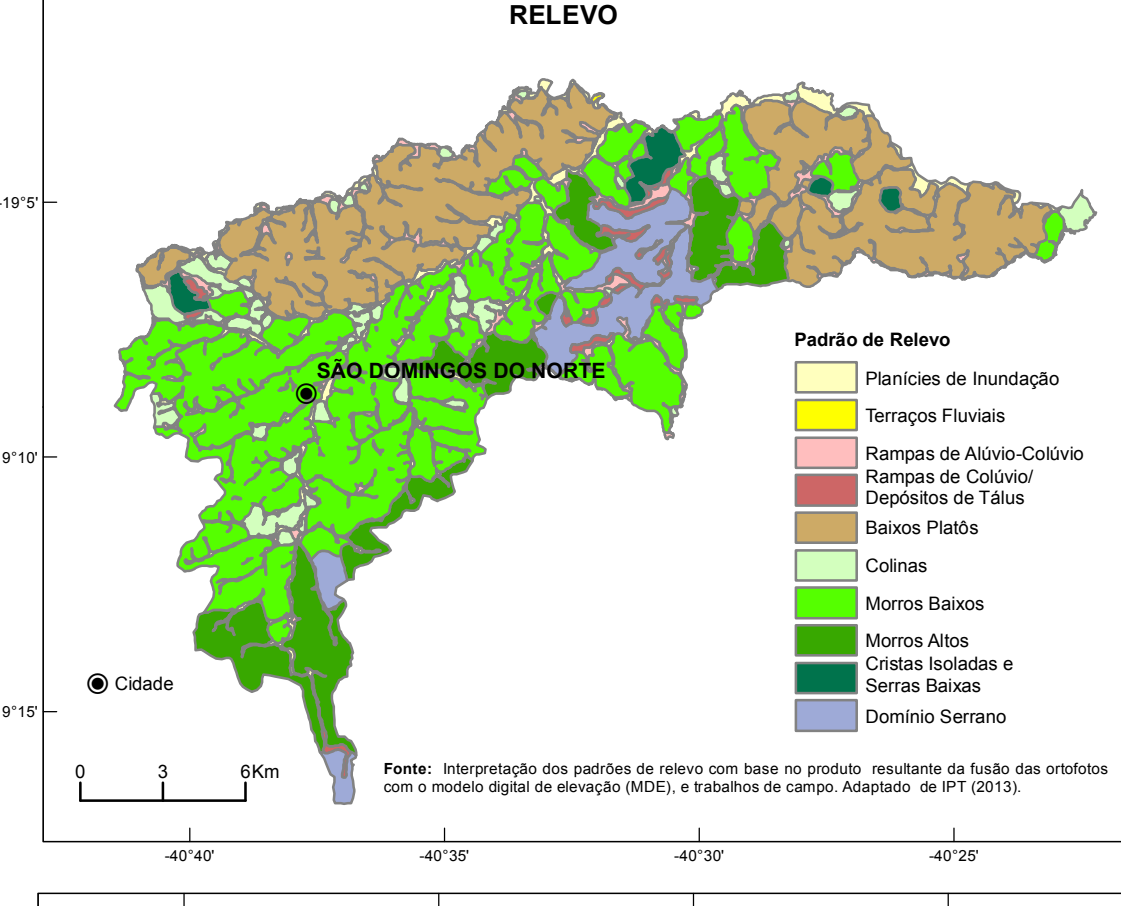 RELEVO
-19°5'
9°10'
9°15'
SÃO DOMINGOS DO NORTE
Padrão de Relevo
Planícies de Inundação
Terraços Fluviais
Rampas de Alúvio-Colúvio
Rampas de Colúvio/
Depósitos de Tálus
Baixos Platôs
Colinas
Morros Baixos
Morros Altos
Cristas Isoladas e
Serras Baixas
Domínio Serrano
Cidade
0 3 6Km
Fonte: Interpretação dos padrões de relevo com base no produto resultante da fusão das ortofotos
com o modelo digital de elevação (MDE), e trabalhos de campo. Adaptado de IPT (2013).
-40°40' -40°35' -40°30' -40°25'